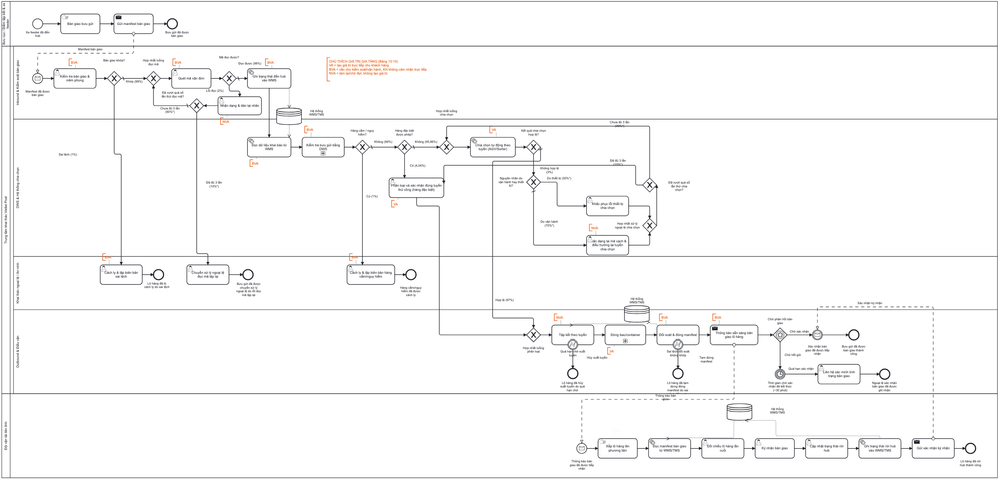 Bưu cục / Điểm tập kết & xe
feeder
Xe feeder đã đến
hub
Bàn giao bưu gửi
Gửi manifest bàn giao
Bưu gửi đã được
bàn giao
Trung tâm khai thác Viettel Post
Inbound & Kiểm soát bàn giao
Manifest bàn giao
Manifest đã được
bàn giao
BVA
Kiểm tra bàn giao &
niêm phong
Bàn giao khớp?
Khớp (99%)
Hợp nhất luồng
đọc mã
BVA
Quét mã vận đơn
Mã đọc được?
Đọc được (98%)
BVA
Ghi trạng thái đến hub
vào WMS
CHÚ THÍCH GIÁ TRỊ GIA TĂNG (Bảng 13-15)
VA = tạo giá trị trực tiếp cho khách hàng
BVA = cần cho kiểm soát/vận hành, KH không cảm nhận trực tiếp
NVA = làm lại/chờ đợi, không tạo giá trị
Lỗi đọc (2%)
Đã vượt quá số
lần thử đọc mã?
Chưa đủ 3 lần
(90%*)
Nhận dạng & dán lại nhãn
NVA
Hệ thống
WMS/TMS
DWS & Hệ thống chia chọn
Sai lệch (1%)
Đã đủ 3 lần
(10%*)
Đọc dữ liệu khai báo từ
WMS
BVA
BVA
Kiểm tra bưu gửi bằng
DWS
Hàng cấm / nguy
hiểm?
Không (99%)
Có (1%)
Hàng đặc biệt
được phép?
Không (95,96%)
Có (4,04%)
Hợp nhất luồng
chia chọn
VA
Chia chọn tự động theo
tuyến (AGV/Sorter)
Kết quả chia chọn
hợp lệ?
Chưa đủ 3 lần
(90%*)
Đã đủ 3 lần
(10%*)
Phân loại và xác nhận đúng tuyến
thủ công (hàng đặc biệt)
VA
Không hợp lệ
(3%)
Nguyên nhân do
vận hành hay thiết
bị?
Do thiết bị (30%*)
Đã vượt quá số
lần thử chia
chọn?
Khắc phục lỗi thiết bị
chia chọn
Do vận hành
(70%*)
Hợp nhất xử lý
ngoại lệ chia chọn
NVA
Nhận dạng lại mã vạch &
điều hướng lại tuyến
chia chọn
Khai thác ngoại lệ / An ninh
BVA
Cách ly & lập biên bản
sai lệch
Lô hàng đã bị
cách ly do sai lệch
Chuyển xử lý ngoại lệ
đọc mã lặp lại
Bưu gửi đã được
chuyển xử lý
ngoại lệ do lỗi đọc
mã lặp lại
BVA
Cách ly & lập biên bản hàng
cấm/nguy hiểm
Hàng cấm/nguy
hiểm đã được
cách ly
Hợp lệ (97%)
Hệ thống
WMS/TMS
Xác nhận ký nhận
Outbound & Điều vận
Hợp nhất luồng
phân loại
NVA
Tập kết theo tuyến
Quá hạn chờ xuất
tuyến
Hủy xuất tuyến
Lô hàng đã hủy
xuất tuyến do quá
hạn chờ
Đóng bao/container
VA
BVA
Đối soát & đóng manifest
Sai lệch đối soát
không khớp
Tạm dừng
manifest
Lô hàng đã tạm
dừng đóng
manifest do sai
BVA
Thông báo sẵn sàng bàn
giao lô hàng
Chờ phản hồi bàn
giao
Chờ xác nhận
Xác nhận bàn
giao đã được tiếp
nhận
Bưu gửi đã được
bàn giao thành
công
Chờ hết giờ
Thời gian chờ xác
nhận đã kết thúc
(~30 phút)
Quá hạn xác nhận
Liên hệ xác minh tình
trạng bàn giao
Ngoại lệ xác nhận
bàn giao đã được
ghi nhận
Đội vận tải liên tỉnh
Thông báo bàn
giao
Thông báo bàn
giao đã được tiếp
nhận
Hệ thống
WMS/TMS
Xếp lô hàng lên
phương tiện
Đọc manifest bàn giao
từ WMS/TMS
Đối chiếu lô hàng lần
cuối
Ký nhận bàn giao
Cập nhật trạng thái rời
hub
Ghi trạng thái rời hub
vào WMS/TMS
Gửi xác nhận ký nhận
Lô hàng đã rời
hub thành công